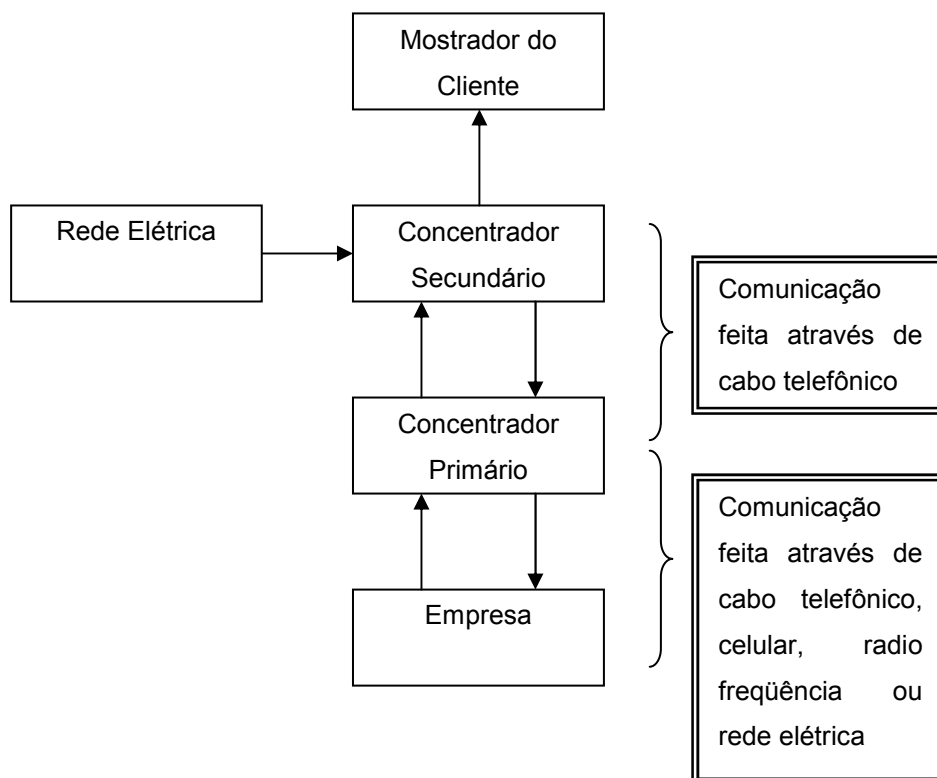 Mostrador do
Cliente
Rede Elétrica
Concentrador
Secundário
Comunicação
feita através de
cabo telefônico
Concentrador
Primário
Comunicação
feita através de
cabo telefônico,
celular, radio
freqüência ou
rede elétrica
Empresa